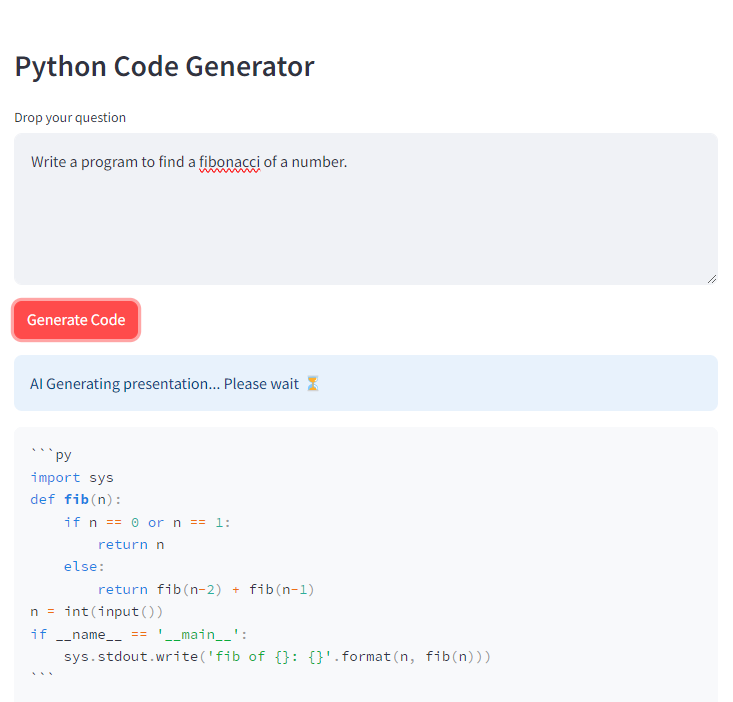 Python Code Generator
Drop your question
Write a program to find a fibonacci of a number.
Generate Code
AI Generating presentation... Please wait ⏳
```py
import sys
def fib(n):
    if n == 0 or n == 1:
        return n
    else:
        return fib(n-2) + fib(n-1)
n = int(input())
if __name__ == '__main__':
    sys.stdout.write('fib of {}: {}'.format(n, fib(n)))
```